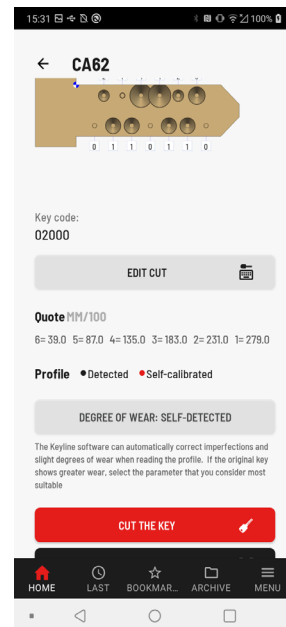 15:31 100%
CA62
0 1 1 0 1 1 0
Key code:
02000
EDIT CUT
Quote MM/100
6= 39.0 5= 87.0 4= 135.0 3= 183.0 2= 231.0 1= 279.0
Profile •Detected •Self-calibrated
DEGREE OF WEAR: SELF-DETECTED
The Keyline software can automatically correct imperfections and
slight degrees of wear when reading the profile. If the original key
shows greater wear, select the parameter that you consider most
suitable
CUT THE KEY
HOME LAST BOOKMAR... ARCHIVE MENU